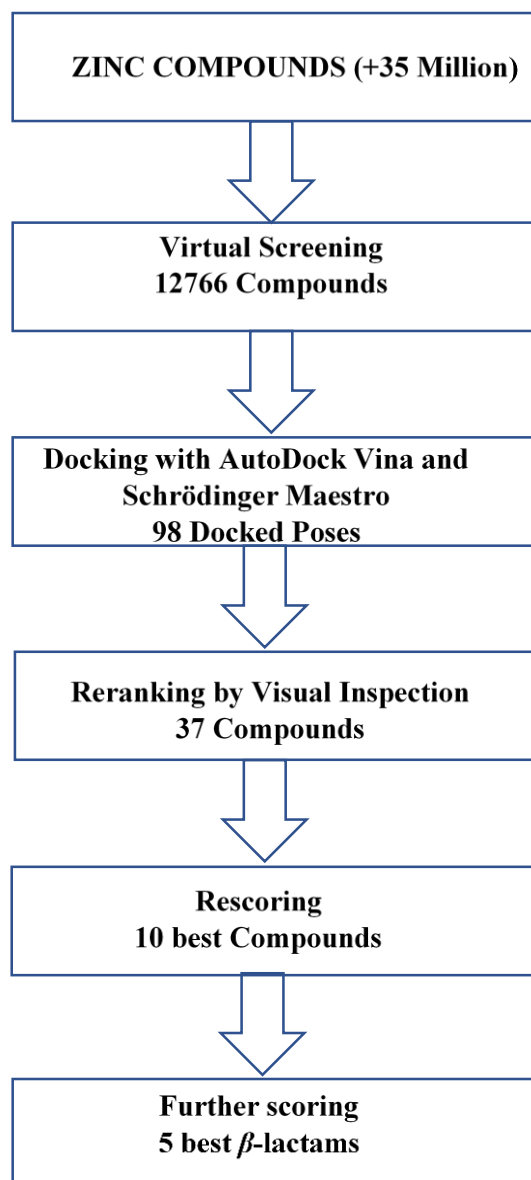 ZINC COMPOUNDS (+35 Million)
Virtual Screening
12766 Compounds
Docking with AutoDock Vina and
Schrödinger Maestro
98 Docked Poses
Reranking by Visual Inspection
37 Compounds
Rescoring
10 best Compounds
Further scoring
5 best β-lactams